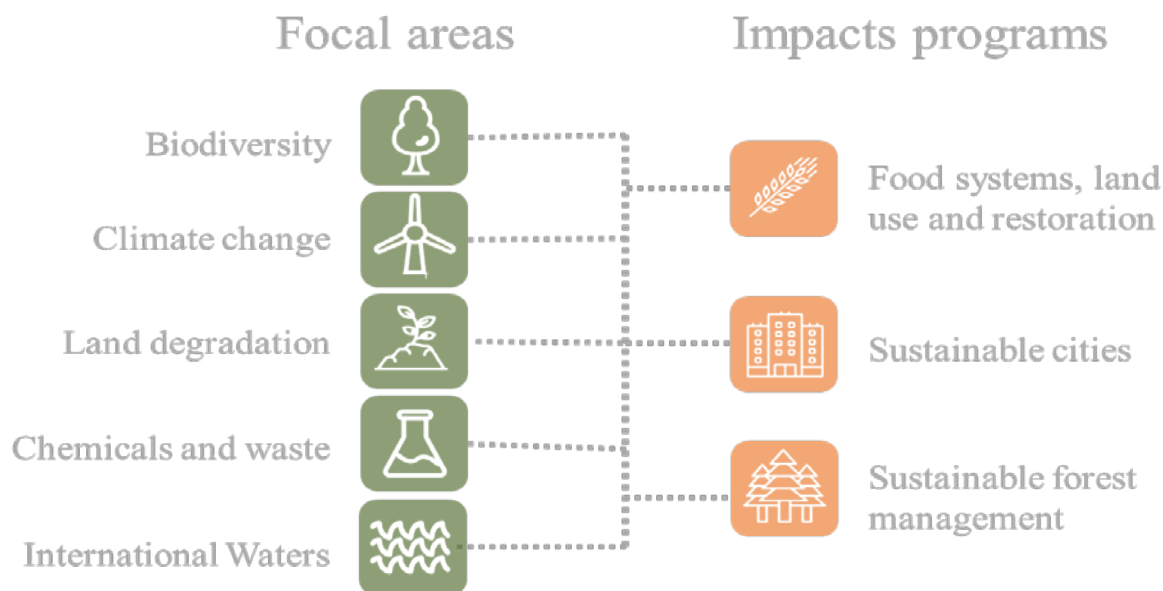 Focal areas
Impacts programs
Biodiversity
Climate change
Land degradation
Chemicals and waste
International Waters
Food systems, land
use and restoration
Sustainable cities
Sustainable forest
management